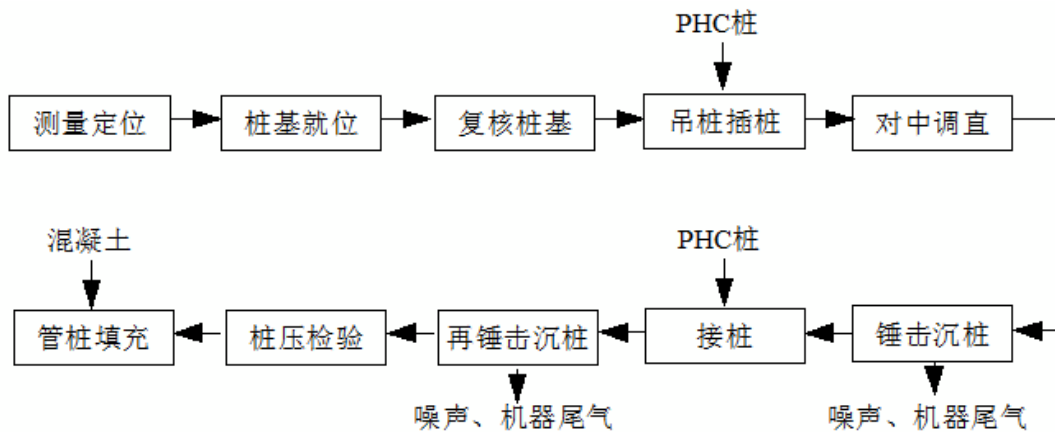 PHC桩
测量定位
桩基就位
复核桩基
吊桩插桩
对中调直
混凝土
PHC桩
管桩填充
桩压检验
再锤击沉桩
接桩
锤击沉桩
噪声、机器尾气
噪声、机器尾气